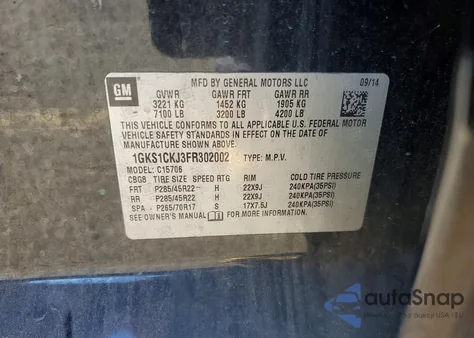 GM
MFD BY GENERAL MOTORS LLC 09/14
GVWR GAWR FRT GAWR RR
3221 KG 1452 KG 1905 KG
7100 LB 3200 LB 4200 LB
THIS VEHICLE CONFORMS TO ALL APPLICABLE U.S. FEDERAL MOTOR
VEHICLE SAFETY STANDARDS IN EFFECT ON THE DATE OF
MANUFACTURE SHOWN ABOVE.
1GKS1CKJ3FR302002 TYPE: M.P.V.
MODEL: C15706
CBGB TIRE SIZE SPEED RTG RIM COLD TIRE PRESSURE
FRT P285/45R22-- H 22X9J 240KPA(35PSI)
RR P285/45R22-- H 22X9J 240KPA(35PSI)
SPA P265/70R17 S 17X7.5J 240KPA(35PSI)
SEE OWNER'S MANUAL FOR MORE INFORMATION.
autoSnap